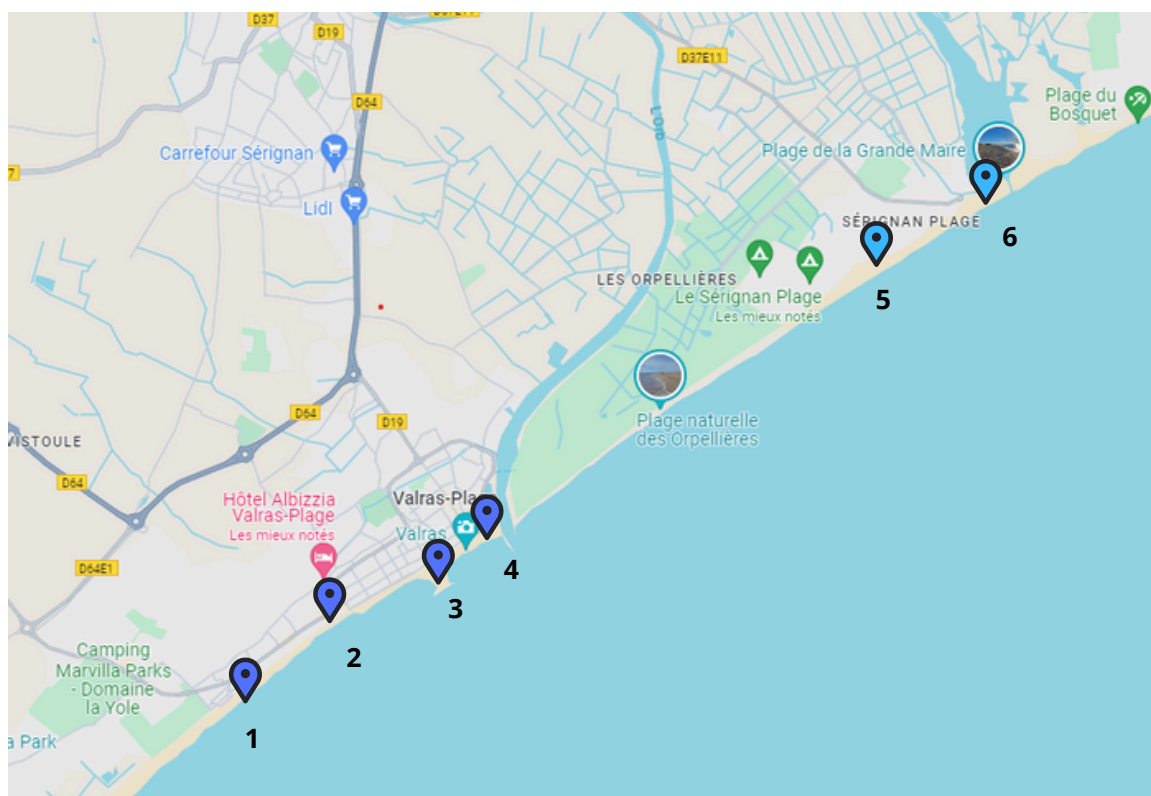 D37
D37E11
D19
D37E11
D64
L'Orb
Plage du
Bosquet
Carrefour Sérignan
Plage de la Grande Maïre
7
Lidl
SÉRIGNAN PLAGE
6
LES ORPELLIÈRES
5
Le Sérignan Plage
Les mieux notés
D64
D19
Plage naturelle
des Orpellières
VISTOULE
D64
Hôtel Albizzia
Valras-Plage
Les mieux notés
Valras-Pla
Valras
4
D64E1
3
2
Camping
Marvilla Parks
- Domaine
la Yole
1
a Park